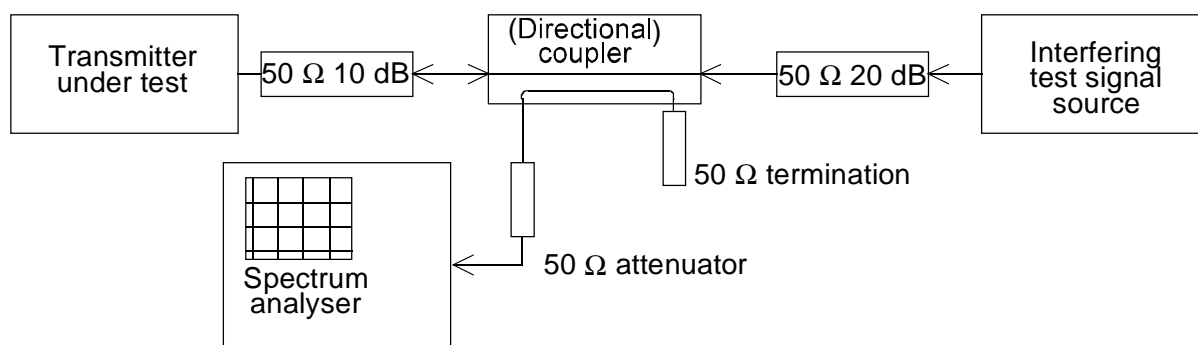 Transmitter
under test
50 Ω 10 dB
(Directional)
coupler
50 Ω 20 dB
Interfering
test signal
source
50 Ω termination
50 Ω attenuator
Spectrum
analyser